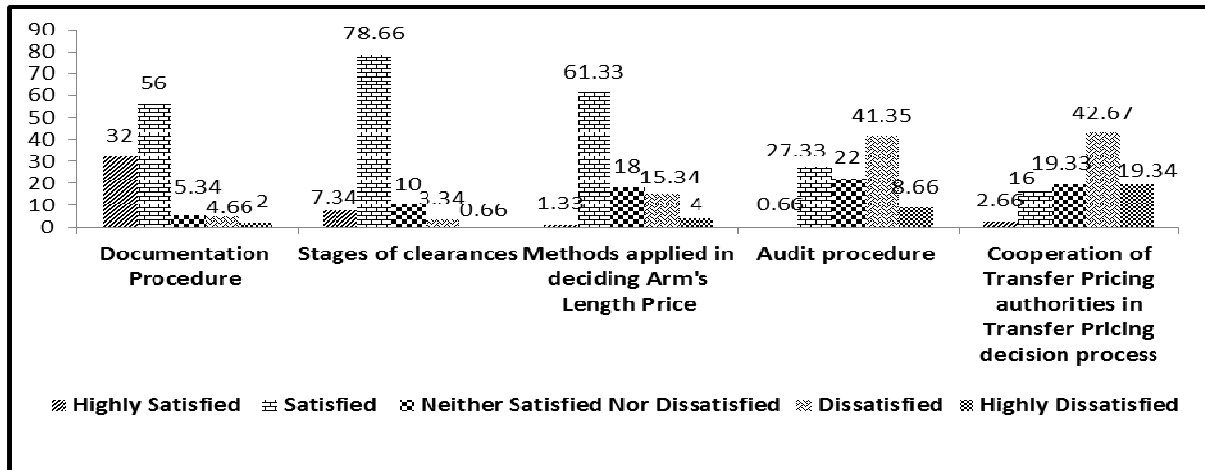 90
80
70
60
50
40
30
20
10
0
32
56
5.34
4.66
2
7.34
78.66
10
3.34
0.66
1.33
61.33
18
15.34
4
0.66
27.33
22
41.35
8.66
2.66
16
19.33
42.67
19.34
Documentation
Procedure
Stages of clearances
Methods applied in
deciding Arm's
Length Price
Audit procedure
Cooperation of
Transfer Pricing
authorities in
Transfer Pricing
decision process
Highly Satisfied
Satisfied
Neither Satisfied Nor Dissatisfied
Dissatisfied
Highly Dissatisfied